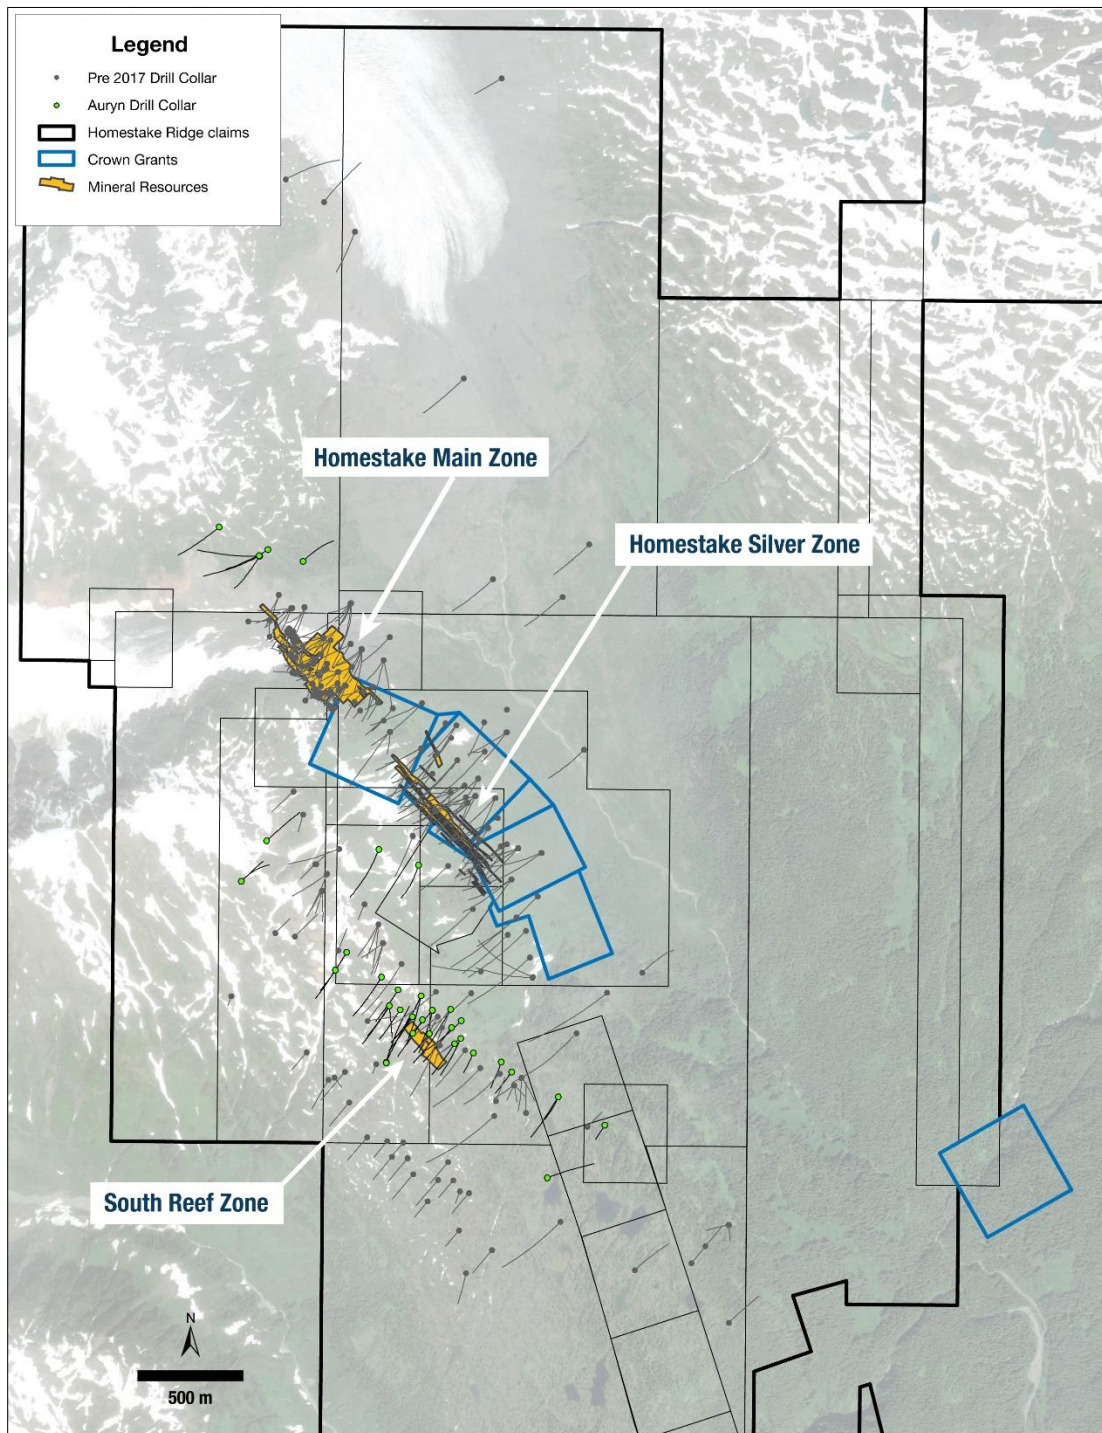 Legend
Pre 2017 Drill Collar
Auryn Drill Collar
Homestake Ridge claims
Crown Grants
Mineral Resources
Homestake Main Zone
Homestake Silver Zone
South Reef Zone
N
500 m